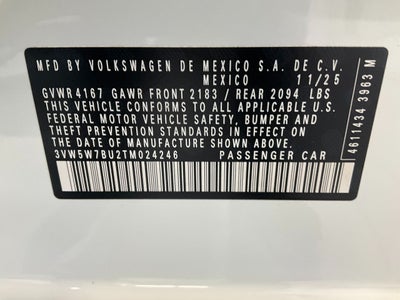 MFD BY VOLKSWAGEN DE MEXICO S.A. DE C.V.
MEXICO 11/25
GVWR 4167 GAWR FRONT 2183 / REAR 2094 LBS
THIS VEHICLE CONFORMS TO ALL APPLICABLE U.S.
FEDERAL MOTOR VEHICLE SAFETY, BUMPER AND
THEFT PREVENTION STANDARDS IN EFFECT ON
THE DATE OF MANUFACTURE SHOWN ABOVE.
3VW5W7BU2TM024246 PASSENGER CAR
4611434 3963 M